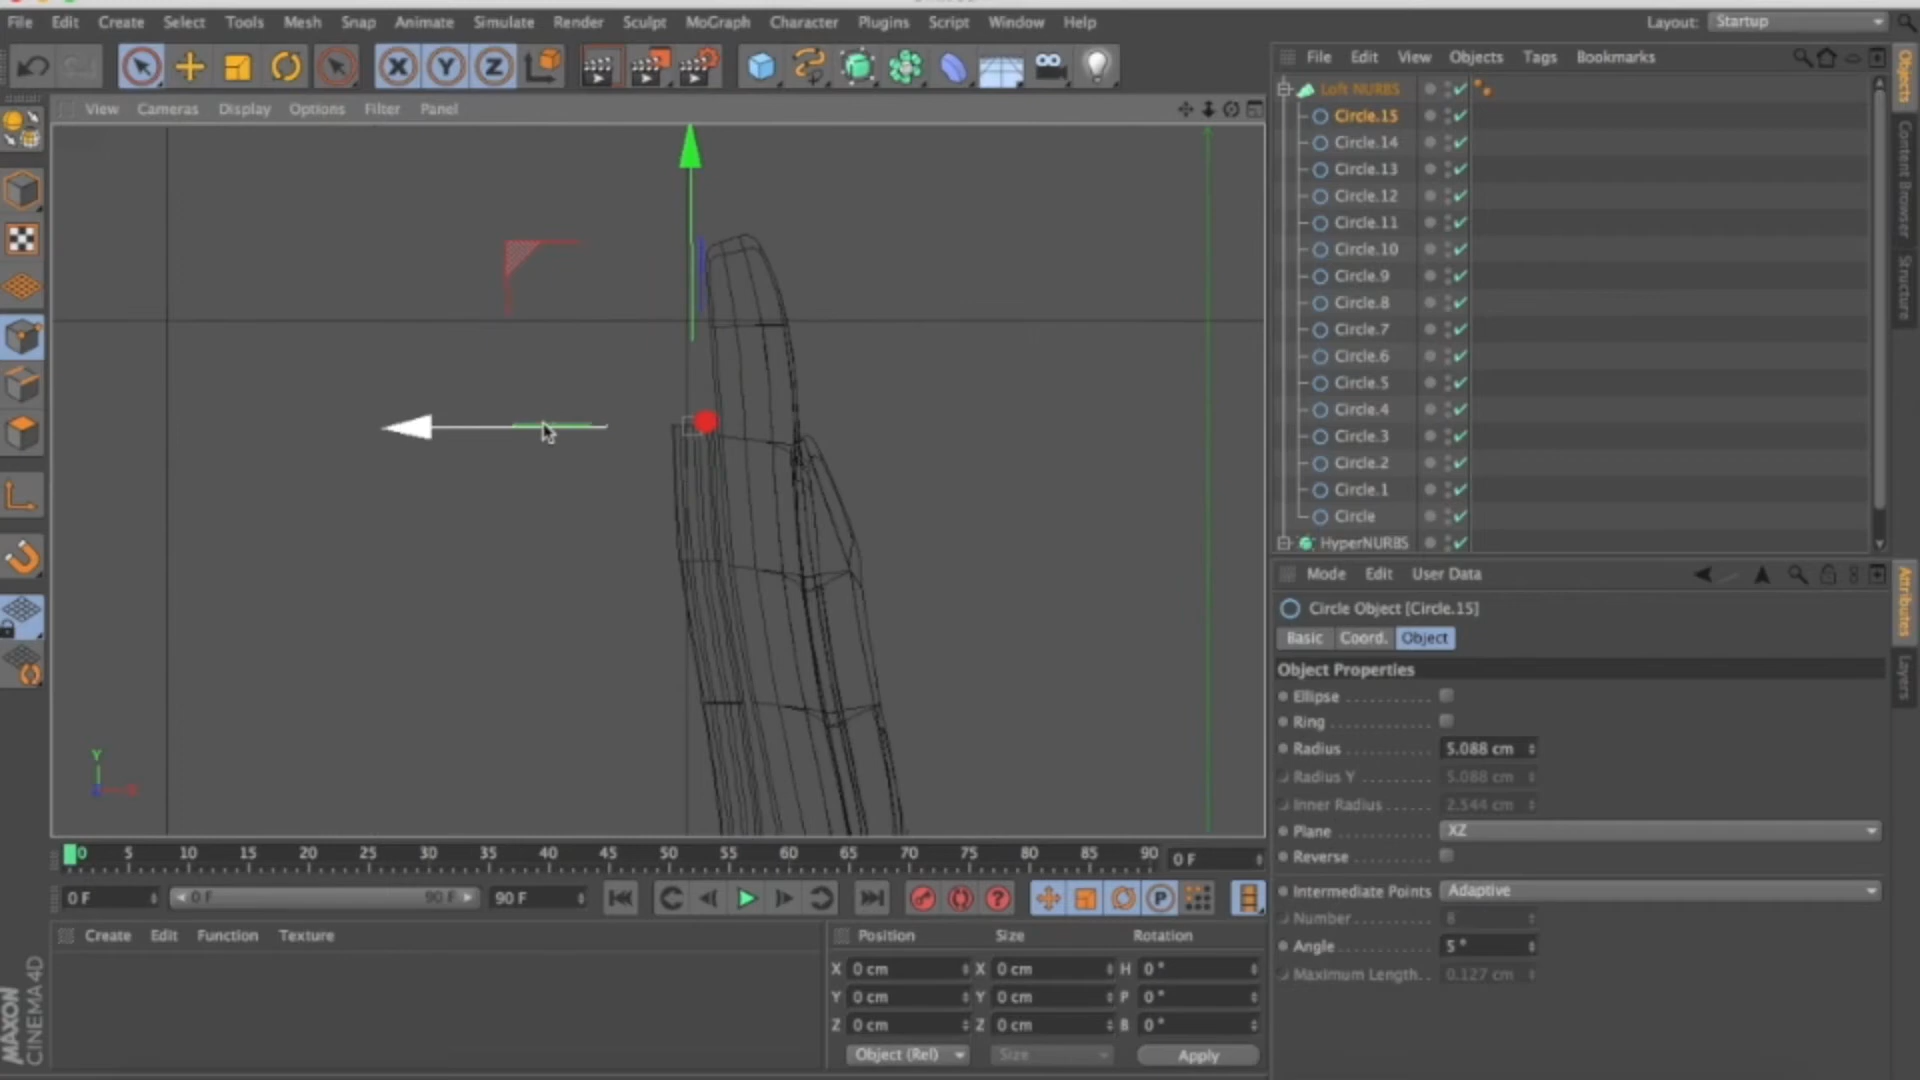 File Edit Create Select Tools Mesh Snap Animate Simulate Render Sculpt MoGraph Character Plugins Script Window Help
Layout: Startup
X Y Z
File Edit View Objects Tags Bookmarks
View Cameras Display Options Filter Panel
Loft NURBS
Circle.15
Circle.14
Circle.13
Circle.12
Circle.11
Circle.10
Circle.9
Circle.8
Circle.7
Circle.6
Circle.5
Circle.4
Circle.3
Circle.2
Circle.1
Circle
HyperNURBS
Objects
Content Browser
Structure
Mode Edit User Data
Circle Object [Circle.15]
Basic Coord. Object
Object Properties
Ellipse
Ring
Radius 5.088 cm
Radius Y 5.088 cm
Inner Radius 2.544 cm
Plane XZ
Reverse
Intermediate Points Adaptive
Number 8
Angle 5 °
Maximum Length 0.127 cm
Attributes
Layers
Y
0 5 10 15 20 25 30 35 40 45 50 55 60 65 70 75 80 85 90 0 F
0 F 0 F 90 F 90 F ? P
Create Edit Function Texture
Position Size Rotation
X 0 cm X 0 cm H 0 °
Y 0 cm Y 0 cm P 0 °
Z 0 cm Z 0 cm B 0 °
Object (Rel) Size Apply
MAXON
CINEMA 4D